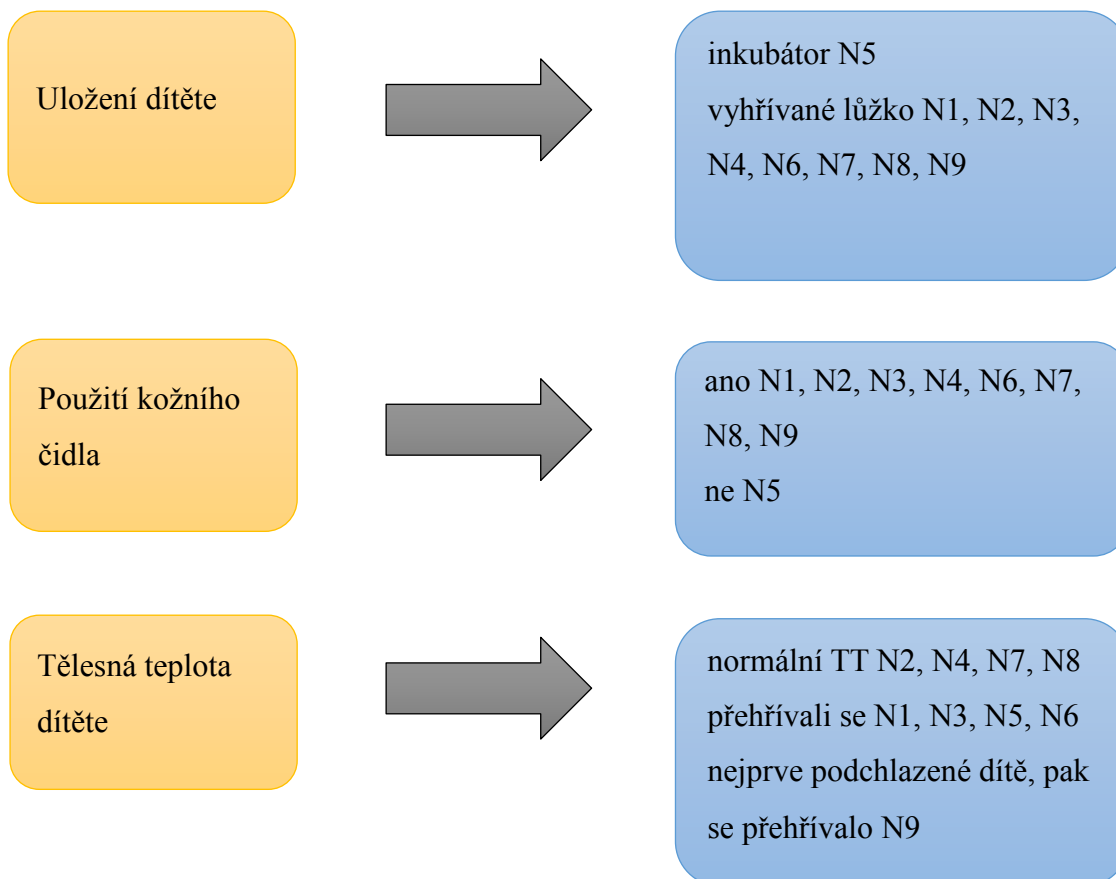 Uložení dítěte
inkubátor N5
vyhřívané lůžko N1, N2, N3,
N4, N6, N7, N8, N9
Použití kožního
čidla
ano N1, N2, N3, N4, N6, N7,
N8, N9
ne N5
Tělesná teplota
dítěte
normální TT N2, N4, N7, N8
přehřívali se N1, N3, N5, N6
nejprve podchlazené dítě, pak
se přehřívalo N9